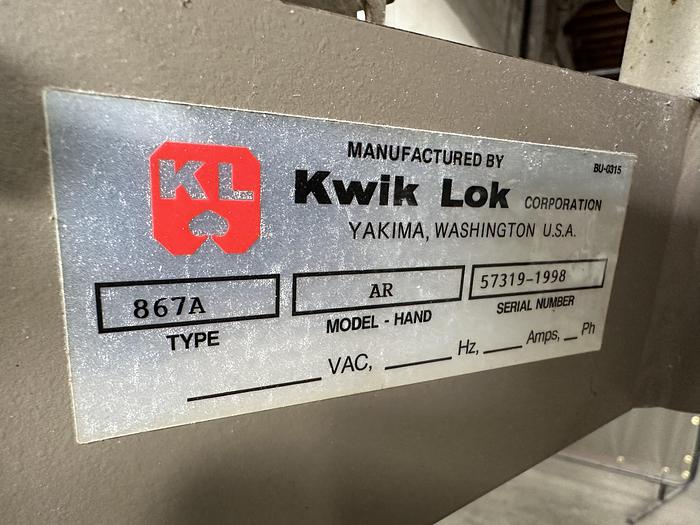 KL
MANUFACTURED BY
BU-0315
Kwik Lok CORPORATION
YAKIMA, WASHINGTON U.S.A.
867A
AR
57319-1998
TYPE
MODEL - HAND
SERIAL NUMBER
VAC, Hz, Amps, Ph